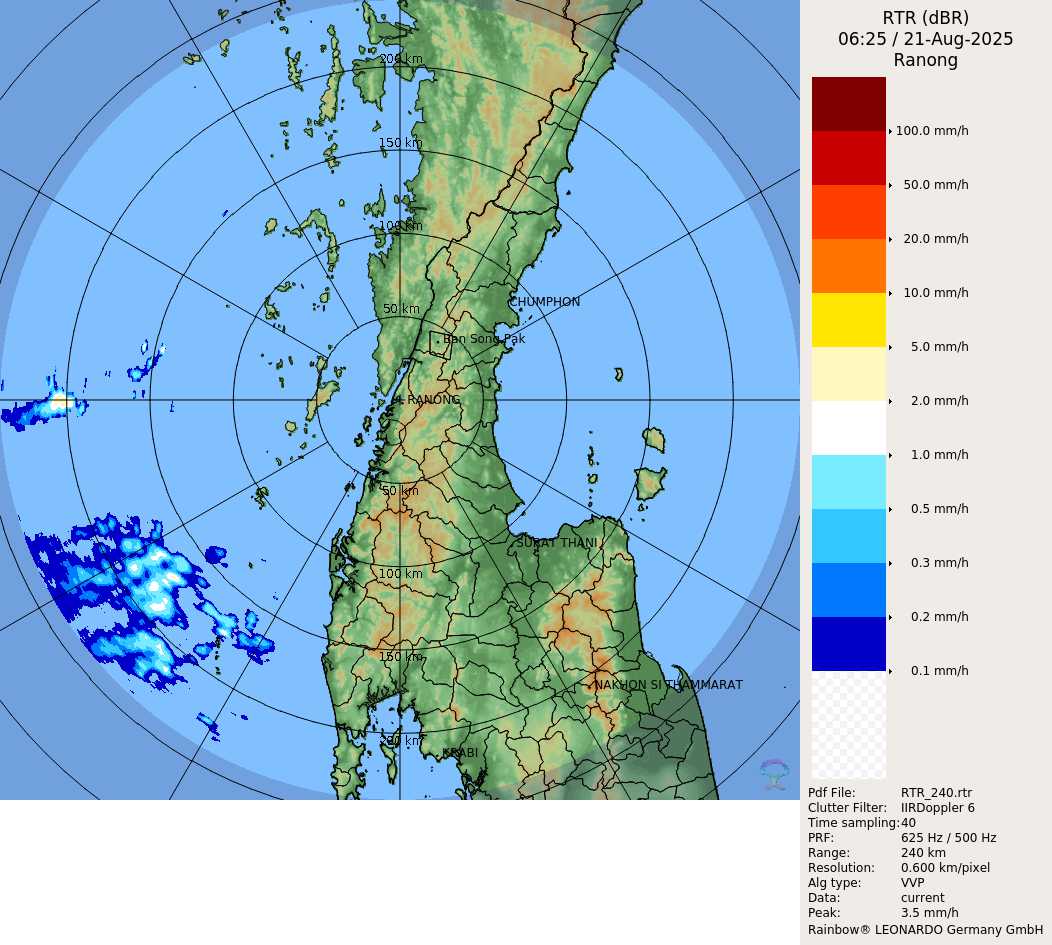 RTR (dBR)
06:25 / 21-Aug-2025
Ranong
200 km
150 km
100 km
50 km
CHUMPHON
Ban Song Pak
RANONG
50 km
SURAT THANI
100 km
150 km
NAKHON SI THAMMARAT
200 km
KRABI
100.0 mm/h
50.0 mm/h
20.0 mm/h
10.0 mm/h
5.0 mm/h
2.0 mm/h
1.0 mm/h
0.5 mm/h
0.3 mm/h
0.2 mm/h
0.1 mm/h
Pdf File: RTR_240.rtr
Clutter Filter: IIRDoppler 6
Time sampling:40
PRF: 625 Hz / 500 Hz
Range: 240 km
Resolution: 0.600 km/pixel
Alg type: VVP
Data: current
Peak: 3.5 mm/h
Rainbow® LEONARDO Germany GmbH